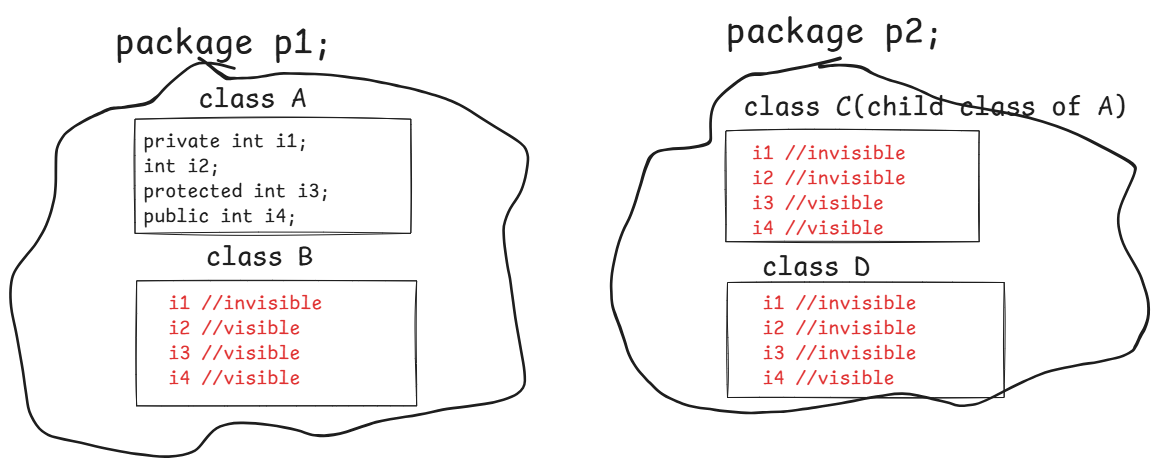 package p1;
class A
private int i1;
int i2;
protected int i3;
public int i4;
class B
i1 //invisible
i2 //visible
i3 //visible
i4 //visible
package p2;
class C(child class of A)
i1 //invisible
i2 //invisible
i3 //visible
i4 //visible
class D
i1 //invisible
i2 //invisible
i3 //invisible
i4 //visible